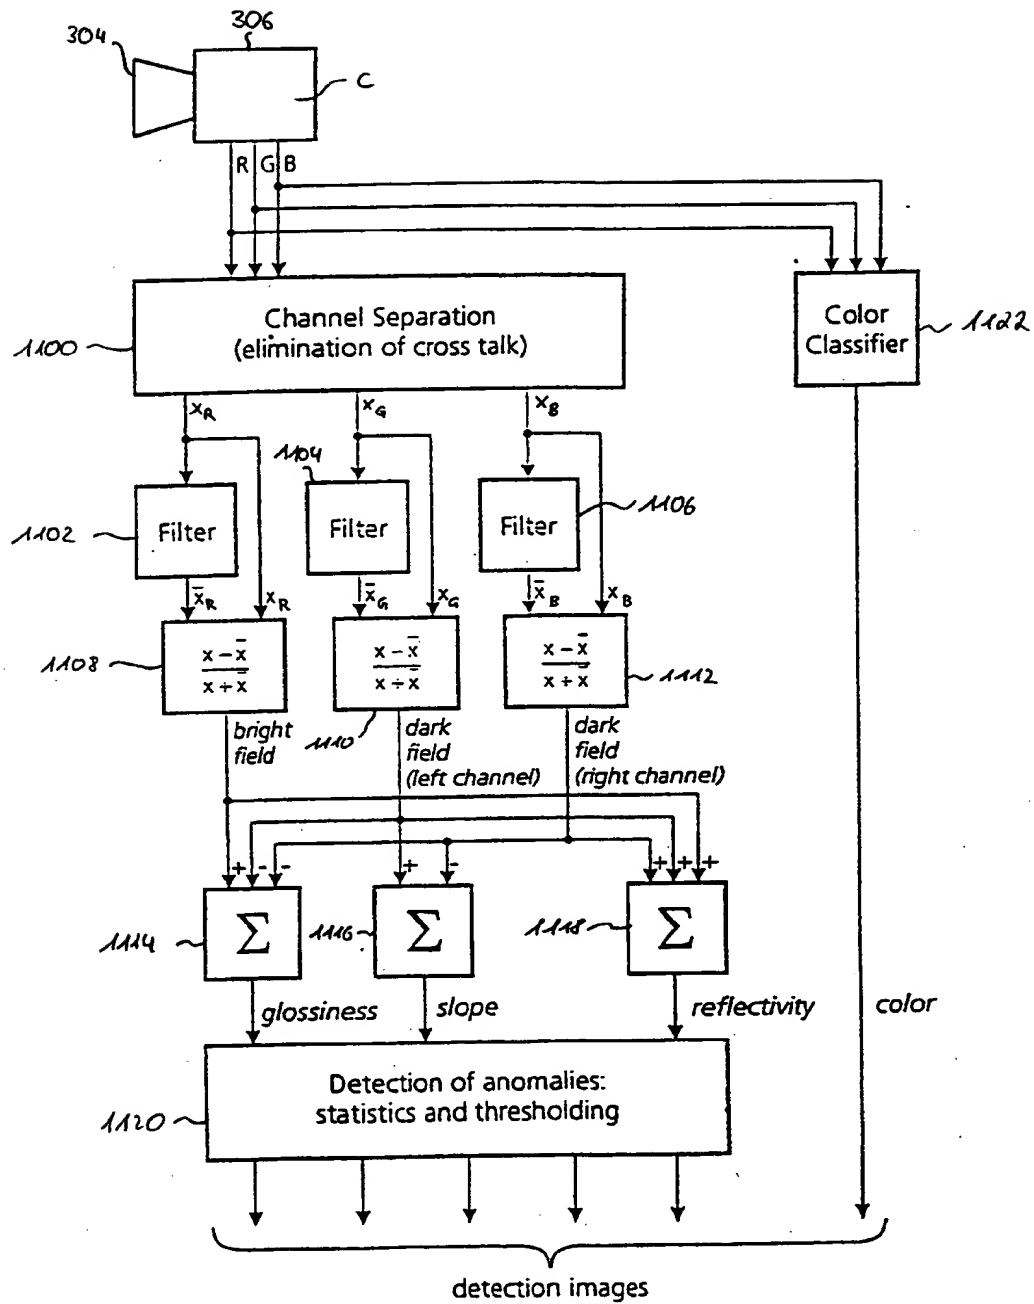 306
304
C
R G B
Channel Separation
(elimination of cross talk)
1100
Color
Classifier
1122
xR xG xB
1104
1102
Filter
Filter
Filter
1106
x̄R xR x̄G xG x̄B xB
1108
x – x̄
x + x̄
x – x̄
x ÷ x̄
x – x̄
x + x̄
1112
bright
field
1110
dark
field
(left channel)
dark
field
(right channel)
+ - - + - + + +
1114
Σ
1116
Σ
1118
Σ
glossiness
slope
reflectivity
color
Detection of anomalies:
statistics and thresholding
1120
detection images